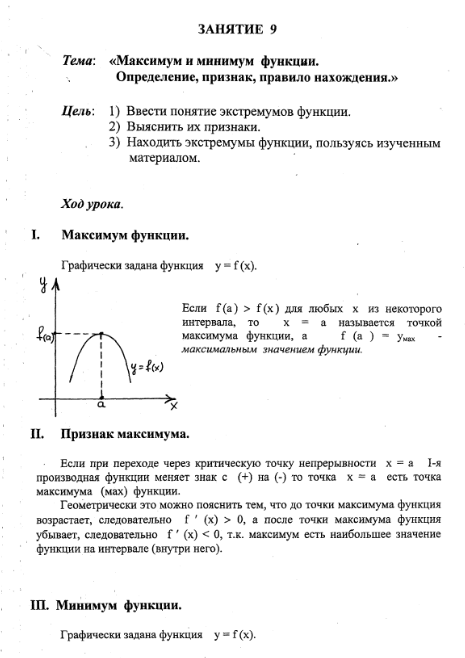 ЗАНЯТИЕ 9
Тема: «Максимум и минимум функции.
Определение, признак, правило нахождения.»
Цель: 1) Ввести понятие экстремумов функции.
2) Выяснить их признаки.
3) Находить экстремумы функции, пользуясь изученным
материалом.
Ход урока.
I. Максимум функции.
Графически задана функция y = f (x).
y
f(a)
y=f(x)
a
x
Если f (a) > f (x) для любых x из некоторого
интервала, то x = a называется точкой
максимума функции, а f (a ) = yмах -
максимальным значением функции.
II. Признак максимума.
Если при переходе через критическую точку непрерывности x = a I-я
производная функции меняет знак с (+) на (-) то точка x = a есть точка
максимума (мах) функции.
Геометрически это можно пояснить тем, что до точки максимума функция
возрастает, следовательно f ′ (x) > 0, а после точки максимума функция
убывает, следовательно f ′ (x) < 0, т.к. максимум есть наибольшее значение
функции на интервале (внутри него).
III. Минимум функции.
Графически задана функция y = f (x).